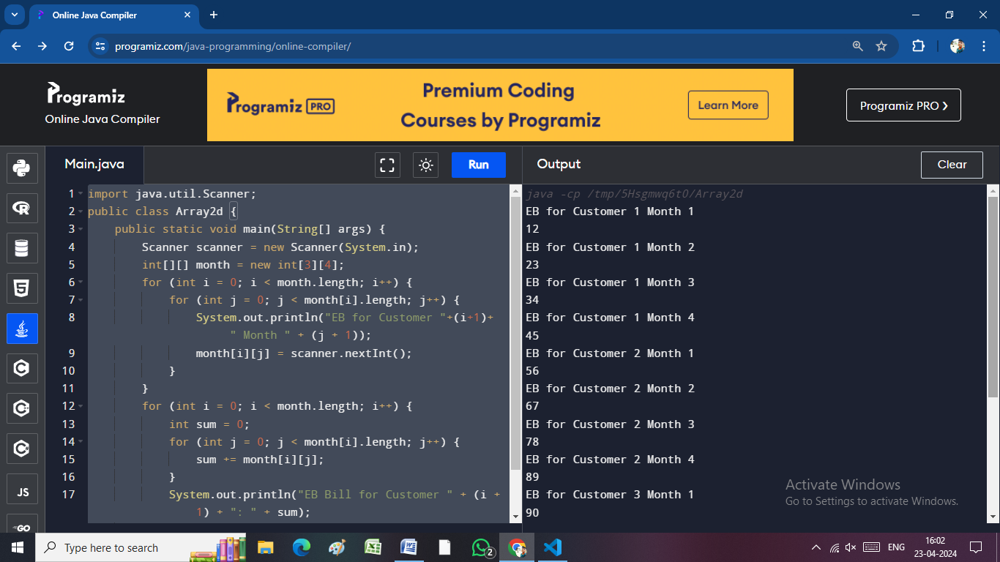 Online Java Compiler
programiz.com/java-programming/online-compiler/
Programiz
Online Java Compiler
Programiz PRO
Premium Coding
Courses by Programiz
Learn More
Programiz PRO ❯
Main.java
Run
Output
Clear
1 import java.util.Scanner;
2 public class Array2d {
3 public static void main(String[] args) {
4 Scanner scanner = new Scanner(System.in);
5 int[][] month = new int[3][4];
6 for (int i = 0; i < month.length; i++) {
7 for (int j = 0; j < month[i].length; j++) {
8 System.out.println("EB for Customer "+(i+1)+
" Month " + (j + 1));
9 month[i][j] = scanner.nextInt();
10 }
11 }
12 for (int i = 0; i < month.length; i++) {
13 int sum = 0;
14 for (int j = 0; j < month[i].length; j++) {
15 sum += month[i][j];
16 }
17 System.out.println("EB Bill for Customer " + (i +
1) + ": " + sum);
java -cp /tmp/5Hsgmwq6t0/Array2d
EB for Customer 1 Month 1
12
EB for Customer 1 Month 2
23
EB for Customer 1 Month 3
34
EB for Customer 1 Month 4
45
EB for Customer 2 Month 1
56
EB for Customer 2 Month 2
67
EB for Customer 2 Month 3
78
EB for Customer 2 Month 4
89
EB for Customer 3 Month 1
90
JS
GO
Activate Windows
Go to Settings to activate Windows.
Type here to search
2
ENG
16:02
23-04-2024